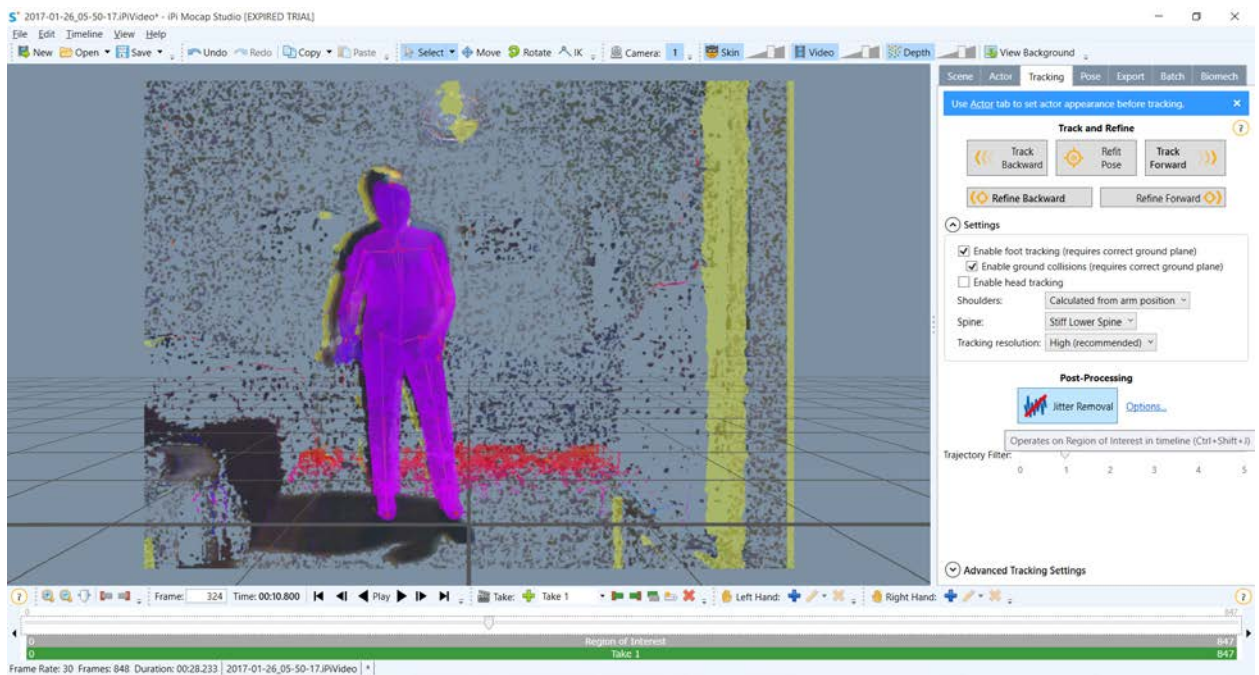 2017-01-26_05-50-17.iPiVideo* - iPi Mocap Studio [EXPIRED TRIAL]
File Edit Timeline View Help
New Open Save Undo Redo Copy Paste Select Move Rotate IK Camera: 1 Skin Video Depth View Background
Scene Actor Tracking Pose Export Batch Biomech
Use Actor tab to set actor appearance before tracking.
Track and Refine
Track Backward
Refit Pose
Track Forward
Refine Backward Refine Forward
Settings
Enable foot tracking (requires correct ground plane)
Enable ground collisions (requires correct ground plane)
Enable head tracking
Shoulders: Calculated from arm position
Spine: Stiff Lower Spine
Tracking resolution: High (recommended)
Post-Processing
Jitter Removal Options...
Operates on Region of Interest in timeline (Ctrl+Shift+J)
Trajectory Filter:
0 1 2 3 4 5
Advanced Tracking Settings
Frame: 324 Time: 00:10.800 Play Take: Take 1 Left Hand: Right Hand:
0 847
0 Region of Interest 847
0 Take 1 847
Frame Rate: 30 Frames: 848 Duration: 00:28.233 2017-01-26_05-50-17.iPiVideo *